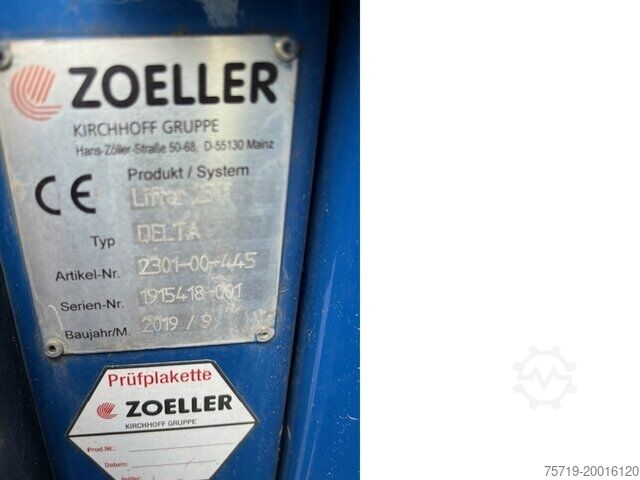 ZOELLER
KIRCHHOFF GRUPPE
Hans-Zöller-Straße 50-68, D-55130 Mainz
Produkt / System
CE Lifter
Typ DELTA
Artikel-Nr. 2301-00-445
Serien-Nr. 1915418-001
Baujahr/M. 2019 / 9
Prüfplakette
ZOELLER
KIRCHHOFF GRUPPE
Prod.Nr.:
Datum:
Prüfer:
75719-20016120